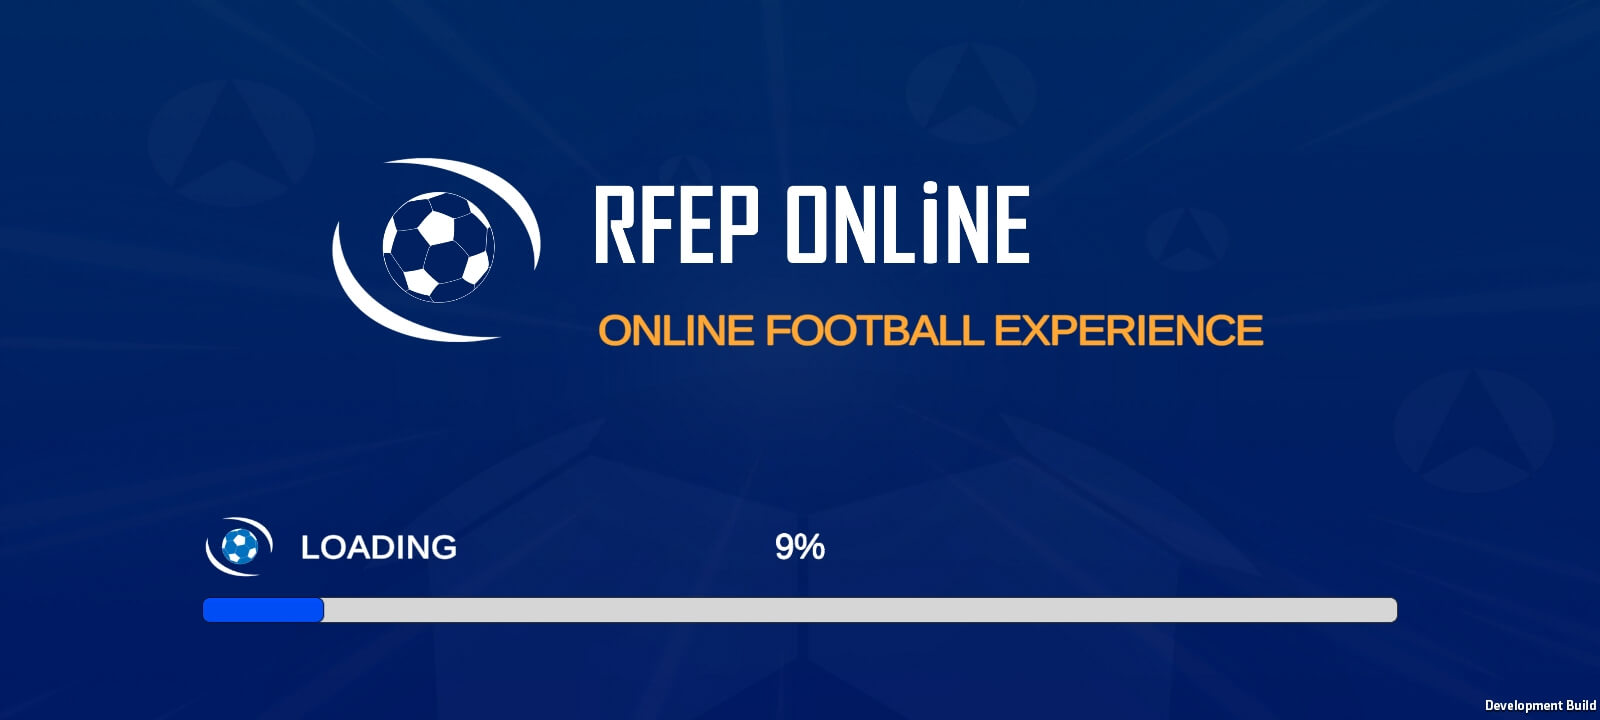 RFEP ONLiNE
ONLINE FOOTBALL EXPERIENCE
LOADING
9%
Development Build